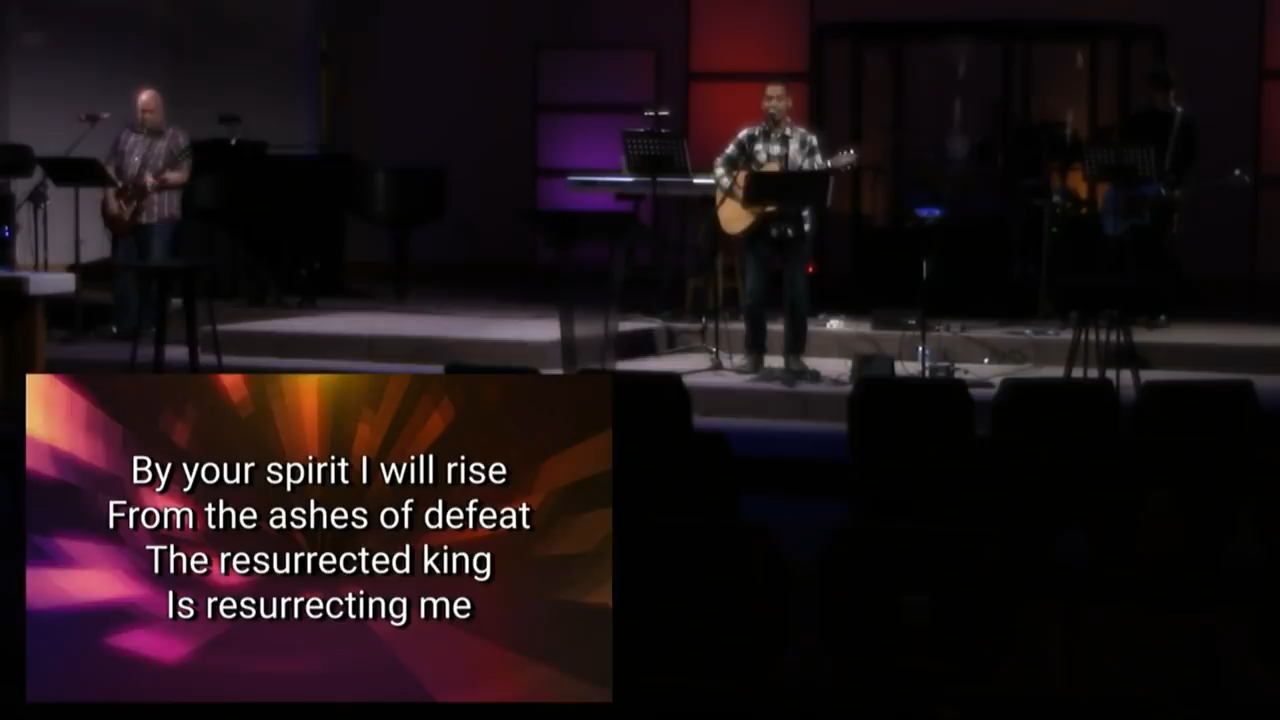 By your spirit I will rise
From the ashes of defeat
The resurrected king
Is resurrecting me